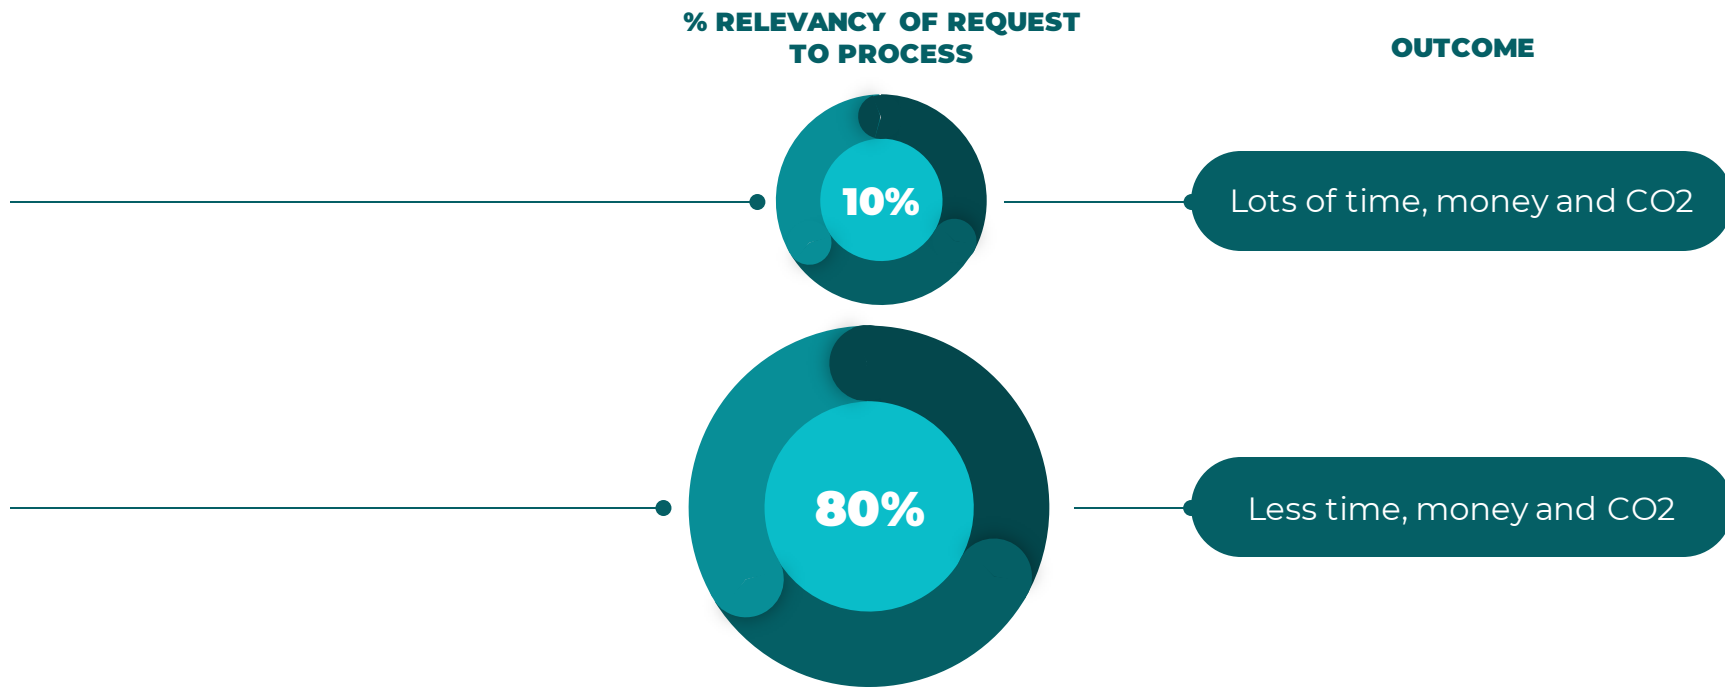 % RELEVANCY OF REQUEST
TO PROCESS
OUTCOME
10%
Lots of time, money and CO2
80%
Less time, money and CO2